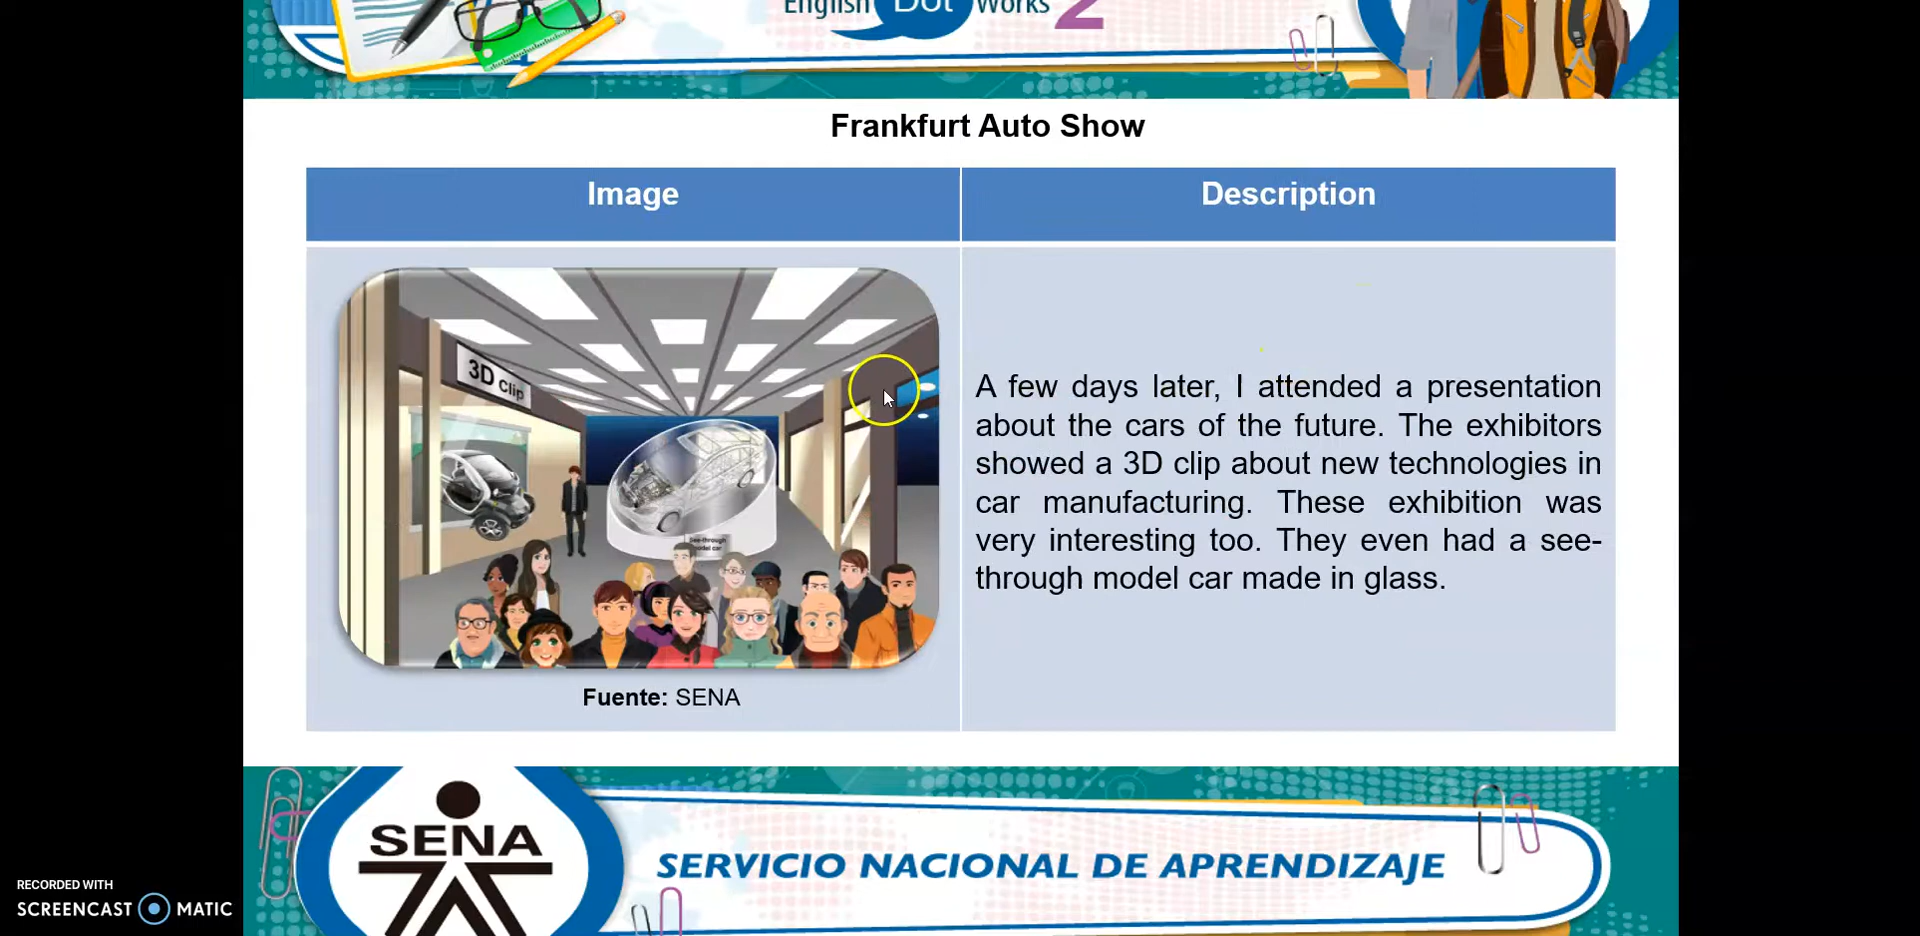 English Dot Works 2
Frankfurt Auto Show
Image
Description
3D Clip
See-through
model car
A few days later, I attended a presentation
about the cars of the future. The exhibitors
showed a 3D clip about new technologies in
car manufacturing. These exhibition was
very interesting too. They even had a see-
through model car made in glass.
Fuente: SENA
SENA
SERVICIO NACIONAL DE APRENDIZAJE
RECORDED WITH
SCREENCAST MATIC